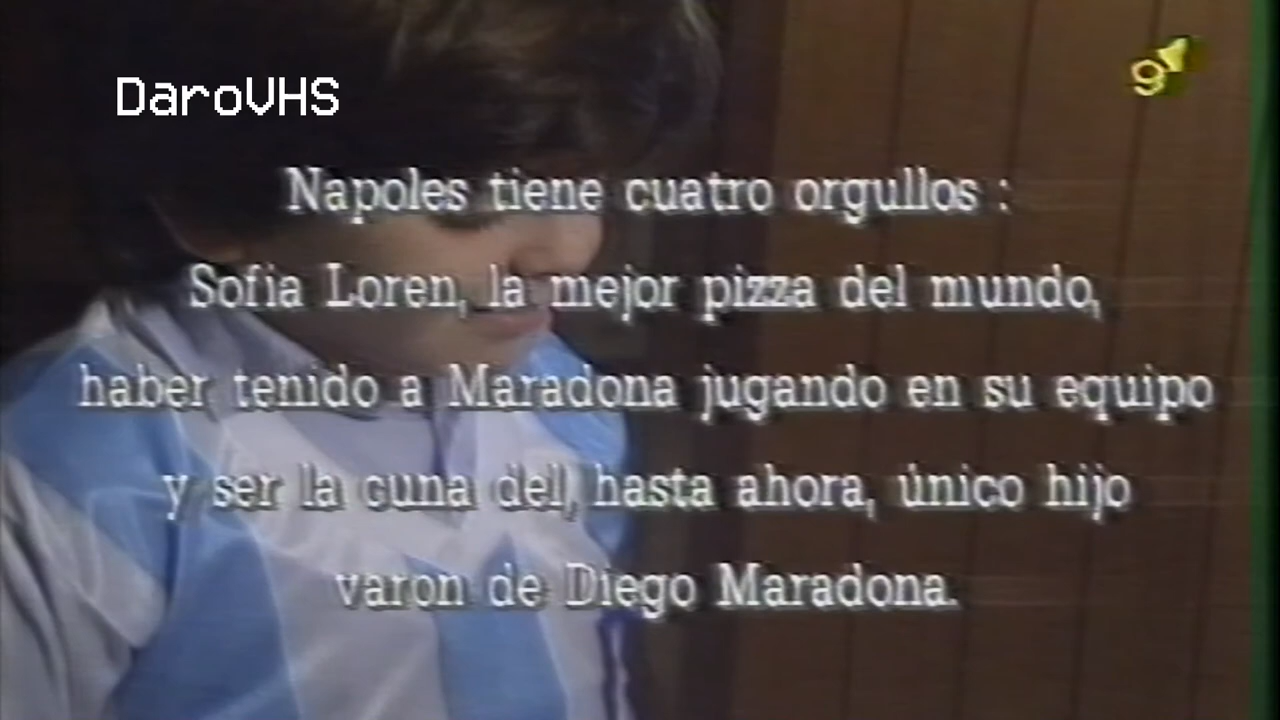 DaroVHS
9
Napoles tiene cuatro orgullos :
Sofia Loren, la mejor pizza del mundo,
haber tenido a Maradona jugando en su equipo
y ser la cuna del, hasta ahora, único hijo
varon de Diego Maradona.